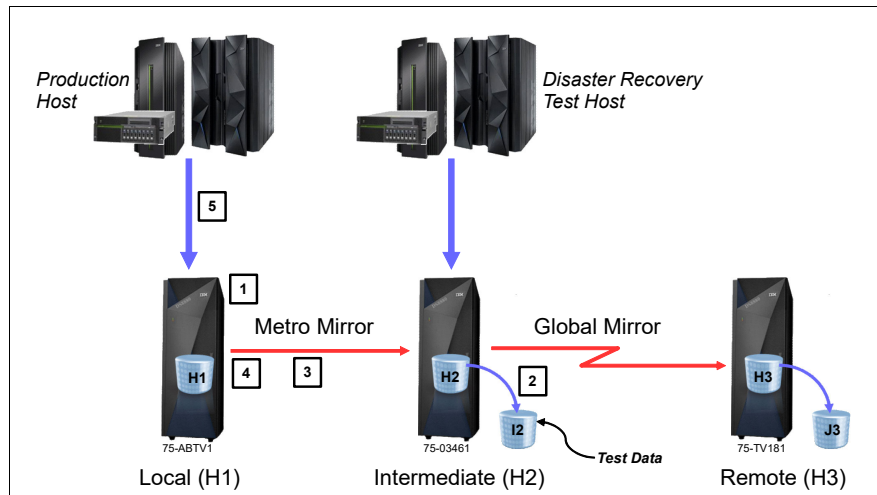 Production
Host
Disaster Recovery
Test Host
5
1
Metro Mirror
Global Mirror
H1
4
3
H2
2
H3
I2
J3
75-ABTV1
75-03461
75-TV181
Test Data
Local (H1)
Intermediate (H2)
Remote (H3)